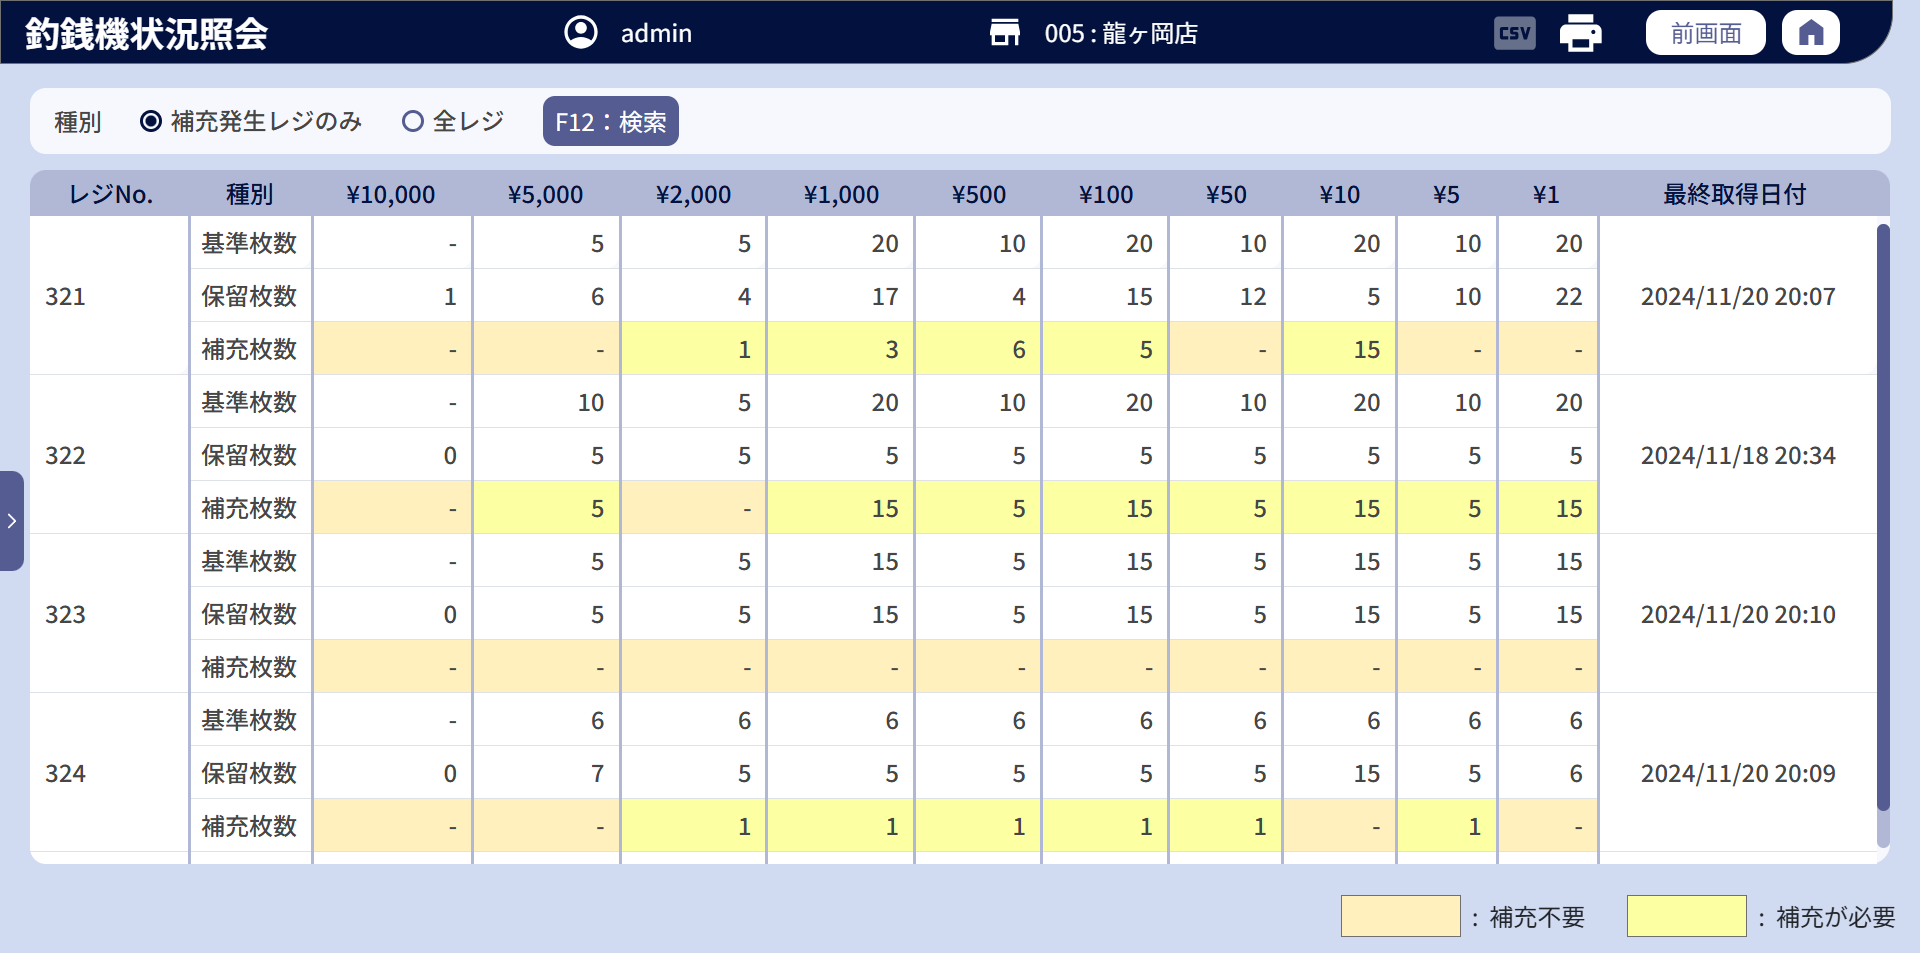 釣銭機状況照会 admin 005 : 龍ヶ岡店 CSV 前画面
種別 補充発生レジのみ 全レジ F12：検索
レジNo. 種別 ¥10,000 ¥5,000 ¥2,000 ¥1,000 ¥500 ¥100 ¥50 ¥10 ¥5 ¥1 最終取得日付
基準枚数 - 5 5 20 10 20 10 20 10 20
321 保留枚数 1 6 4 17 4 15 12 5 10 22 2024/11/20 20:07
補充枚数 - - 1 3 6 5 - 15 - -
基準枚数 - 10 5 20 10 20 10 20 10 20
322 保留枚数 0 5 5 5 5 5 5 5 5 5 2024/11/18 20:34
補充枚数 - 5 - 15 5 15 5 15 5 15
基準枚数 - 5 5 15 5 15 5 15 5 15
323 保留枚数 0 5 5 15 5 15 5 15 5 15 2024/11/20 20:10
補充枚数 - - - - - - - - - -
基準枚数 - 6 6 6 6 6 6 6 6 6
324 保留枚数 0 7 5 5 5 5 5 15 5 6 2024/11/20 20:09
補充枚数 - - 1 1 1 1 1 - 1 -
: 補充不要 : 補充が必要